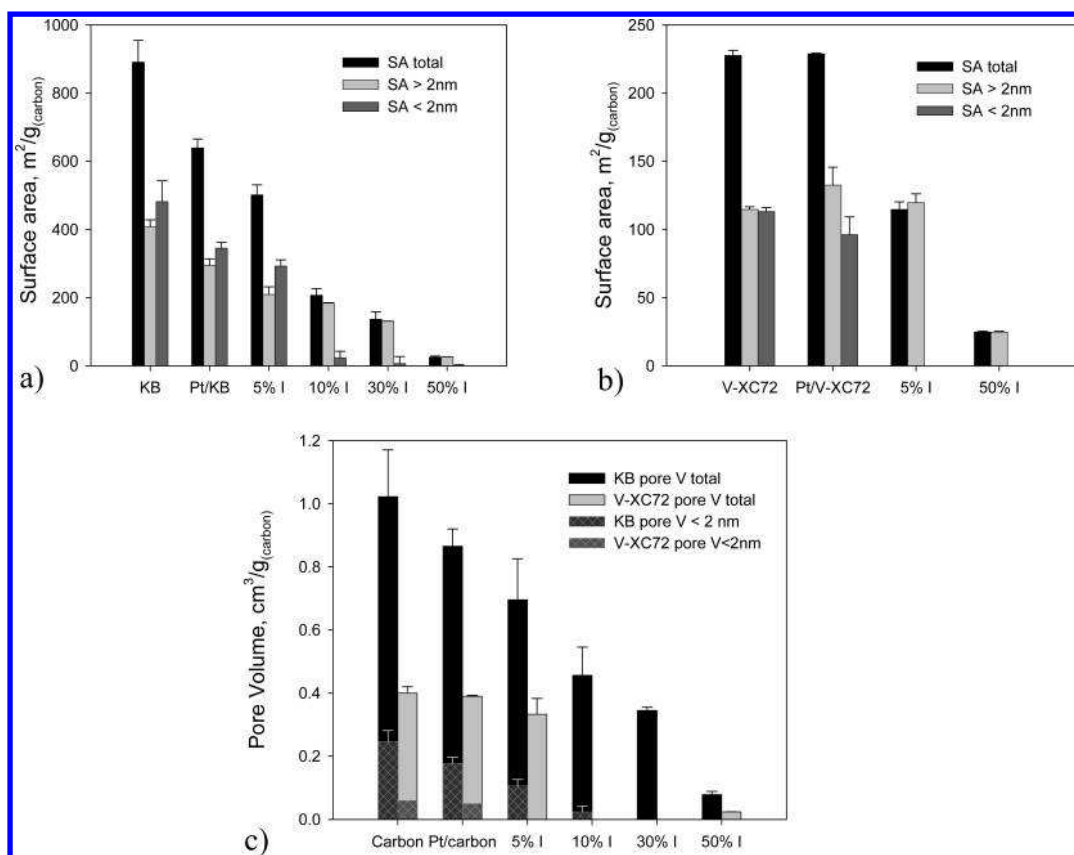 1000
800
600
400
200
0
Surface area, m²/g(carbon)
SA total
SA > 2nm
SA < 2nm
KB Pt/KB 5% I 10% I 30% I 50% I
a)
250
200
150
100
50
0
Surface area, m²/g(carbon)
SA total
SA > 2nm
SA < 2nm
V-XC72 Pt/V-XC72 5% I 50% I
b)
1.2
1.0
0.8
0.6
0.4
0.2
0.0
Pore Volume, cm³/g(carbon)
KB pore V total
V-XC72 pore V total
KB pore V < 2 nm
V-XC72 pore V<2nm
Carbon Pt/carbon 5% I 10% I 30% I 50% I
c)